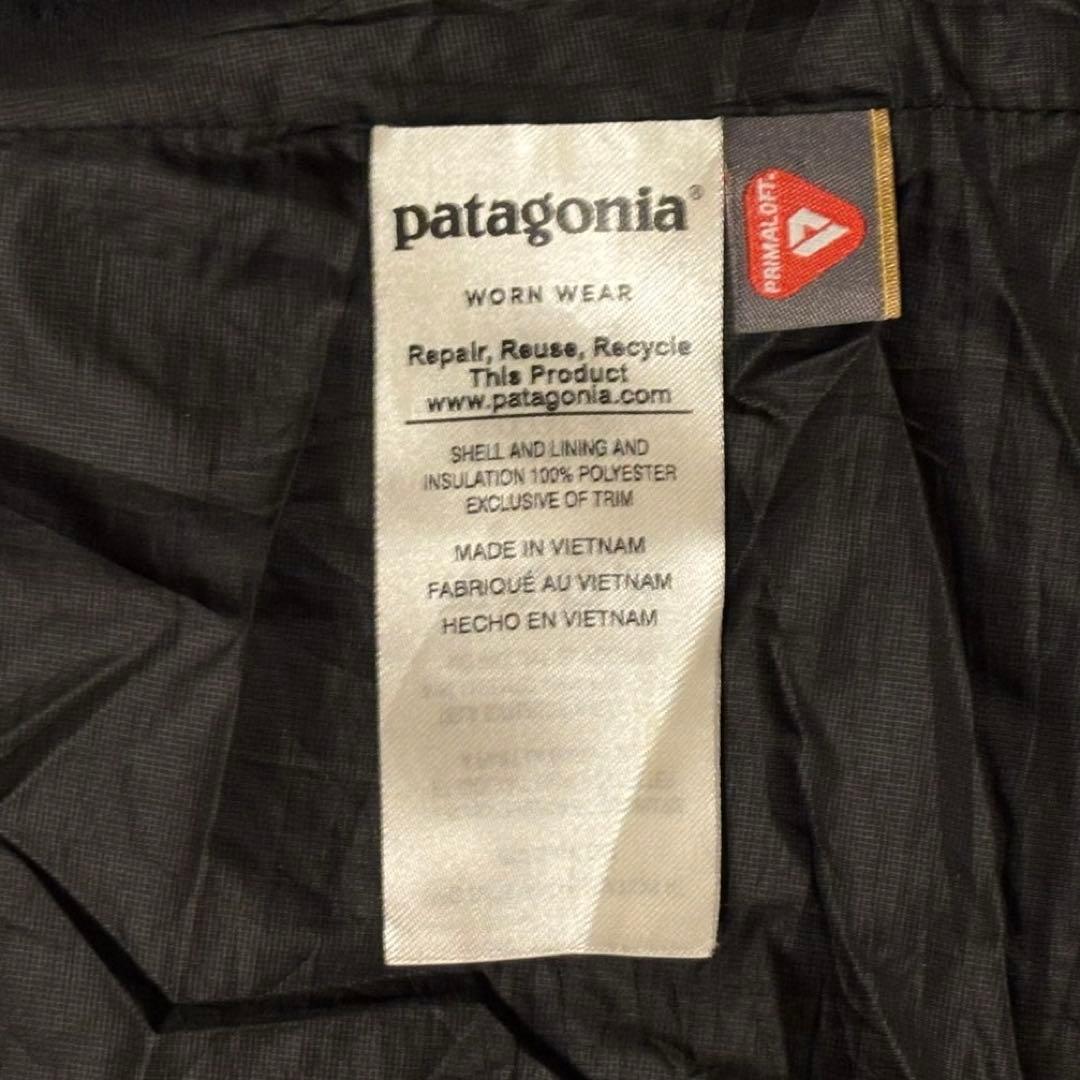 patagonia®
WORN WEAR
Repair, Reuse, Recycle
This Product
www.patagonia.com
SHELL AND LINING AND
INSULATION 100% POLYESTER
EXCLUSIVE OF TRIM
MADE IN VIETNAM
FABRIQUÉ AU VIETNAM
HECHO EN VIETNAM
PRIMALOFT